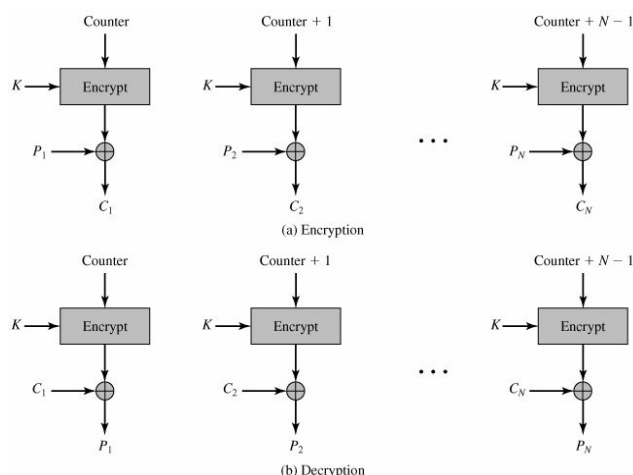 Counter Counter + 1 Counter + N − 1
K Encrypt K Encrypt K Encrypt
P1 P2 PN
C1 C2 CN
(a) Encryption
Counter Counter + 1 Counter + N − 1
K Encrypt K Encrypt K Encrypt
C1 C2 CN
P1 P2 PN
(b) Decryption